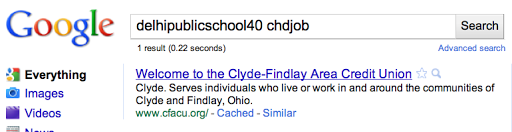 Google delhipublicschool40 chdjob Search
1 result (0.22 seconds) Advanced search
Everything
Images
Videos
News
Welcome to the Clyde-Findlay Area Credit Union
Clyde. Serves individuals who live or work in and around the communities of
Clyde and Findlay, Ohio.
www.cfacu.org/ - Cached - Similar